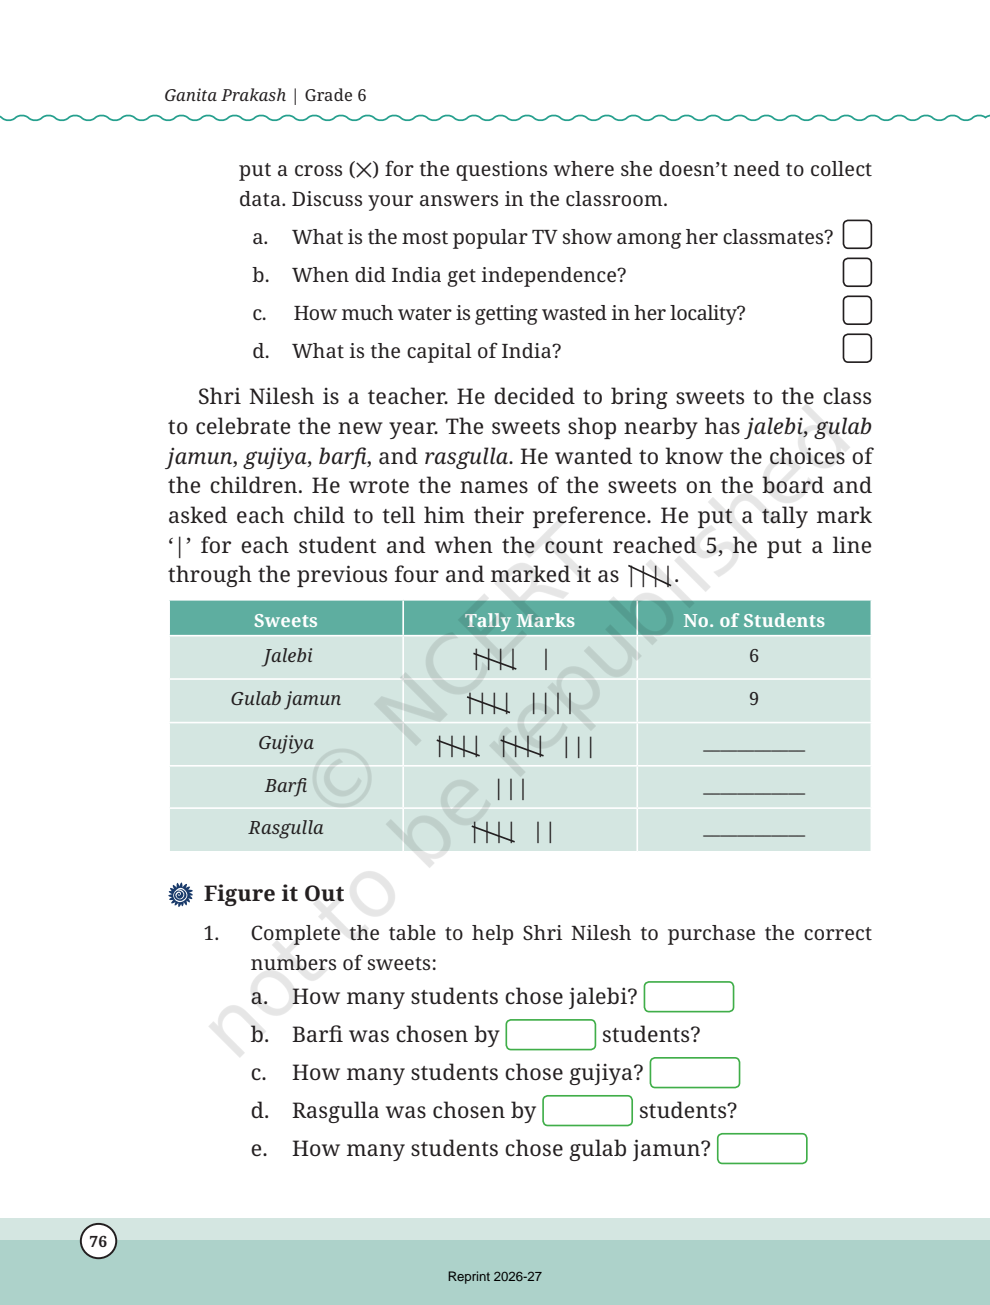 Ganita Prakash | Grade 6
put a cross (×) for the questions where she doesn’t need to collect
data. Discuss your answers in the classroom.
a. What is the most popular TV show among her classmates?
b. When did India get independence?
c. How much water is getting wasted in her locality?
d. What is the capital of India?
Shri Nilesh is a teacher. He decided to bring sweets to the class
to celebrate the new year. The sweets shop nearby has jalebi, gulab
jamun, gujiya, barfi, and rasgulla. He wanted to know the choices of
the children. He wrote the names of the sweets on the board and
asked each child to tell him their preference. He put a tally mark
‘|’ for each student and when the count reached 5, he put a line
through the previous four and marked it as .
Sweets Tally Marks No. of Students
Jalebi 6
Gulab jamun 9
Gujiya ___________
Barfi ___________
Rasgulla ___________
Figure it Out
1. Complete the table to help Shri Nilesh to purchase the correct
numbers of sweets:
a. How many students chose jalebi?
b. Barfi was chosen by students?
c. How many students chose gujiya?
d. Rasgulla was chosen by students?
e. How many students chose gulab jamun?
76
Reprint 2026-27
© NCERT
not to be republished